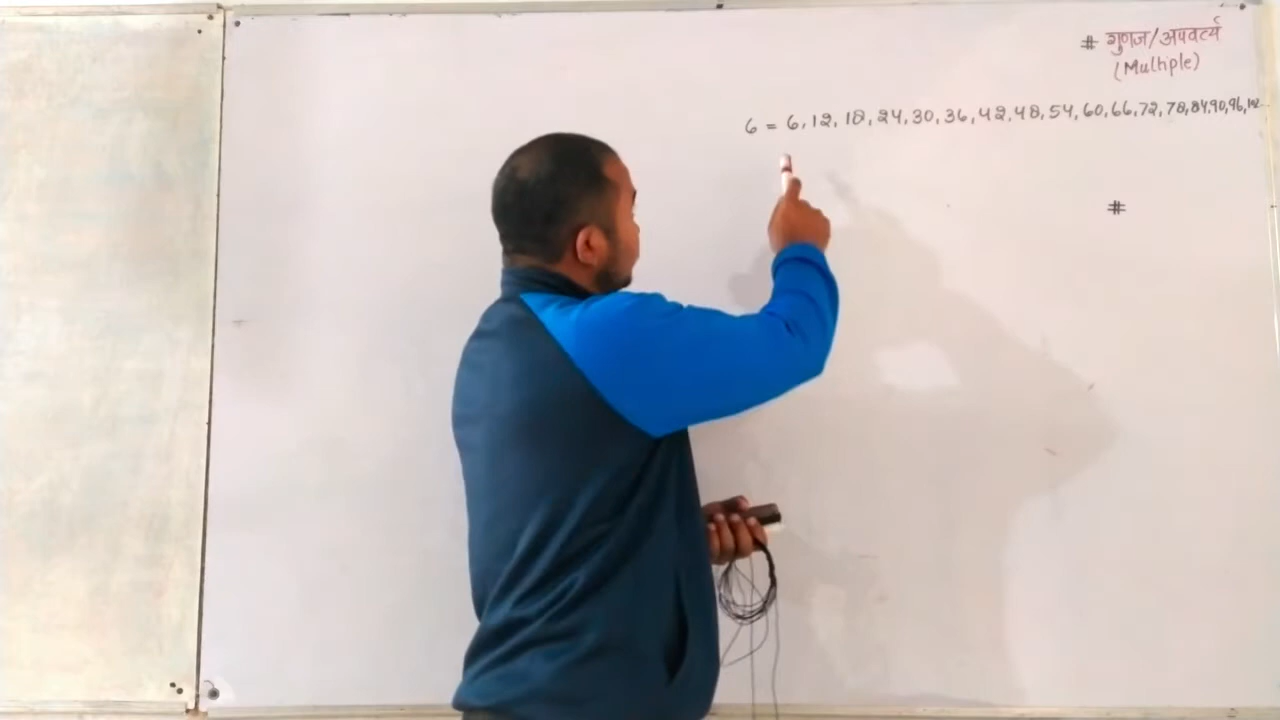 # गुणज/अपवर्त्य
(Multiple)
6 = 6, 12, 18, 24, 30, 36, 42, 48, 54, 60, 66, 72, 78, 84, 90, 96, 102...
#